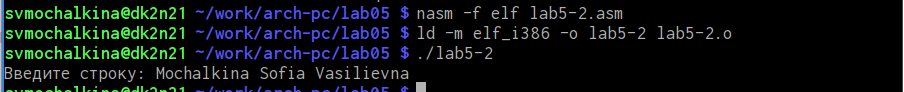 svmochalkina@dk2n21 ~/work/arch-pc/lab05 $ nasm -f elf lab5-2.asm
svmochalkina@dk2n21 ~/work/arch-pc/lab05 $ ld -m elf_i386 -o lab5-2 lab5-2.o
svmochalkina@dk2n21 ~/work/arch-pc/lab05 $ ./lab5-2
Введите строку: Mochalkina Sofia Vasilievna
svmochalkina@dk2n21 ~/work/arch-pc/lab05 $